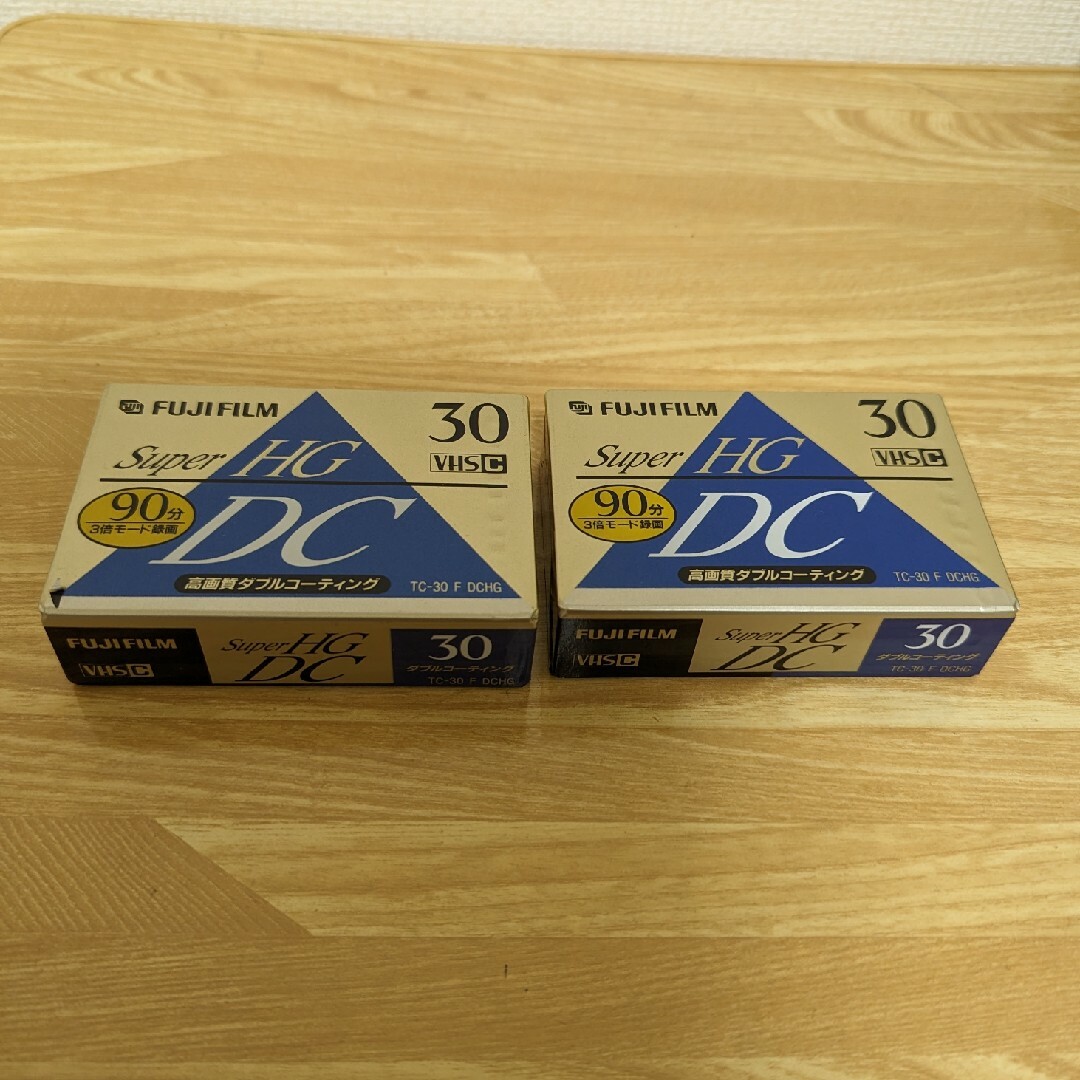 FUJIFILM
30
VHS C
Super HG
DC
90分
3倍モード録画
高画質ダブルコーティング
TC-30 F DCHG
FUJIFILM
VHS C
Super HG
DC
30
ダブルコーティング
TC-30 F DCHG
FUJIFILM
30
VHS C
Super HG
DC
90分
3倍モード録画
高画質ダブルコーティング
TC-30 F DCHG
FUJIFILM
VHS C
Super HG
DC
30
ダブルコーティング
TC-30 F DCHG